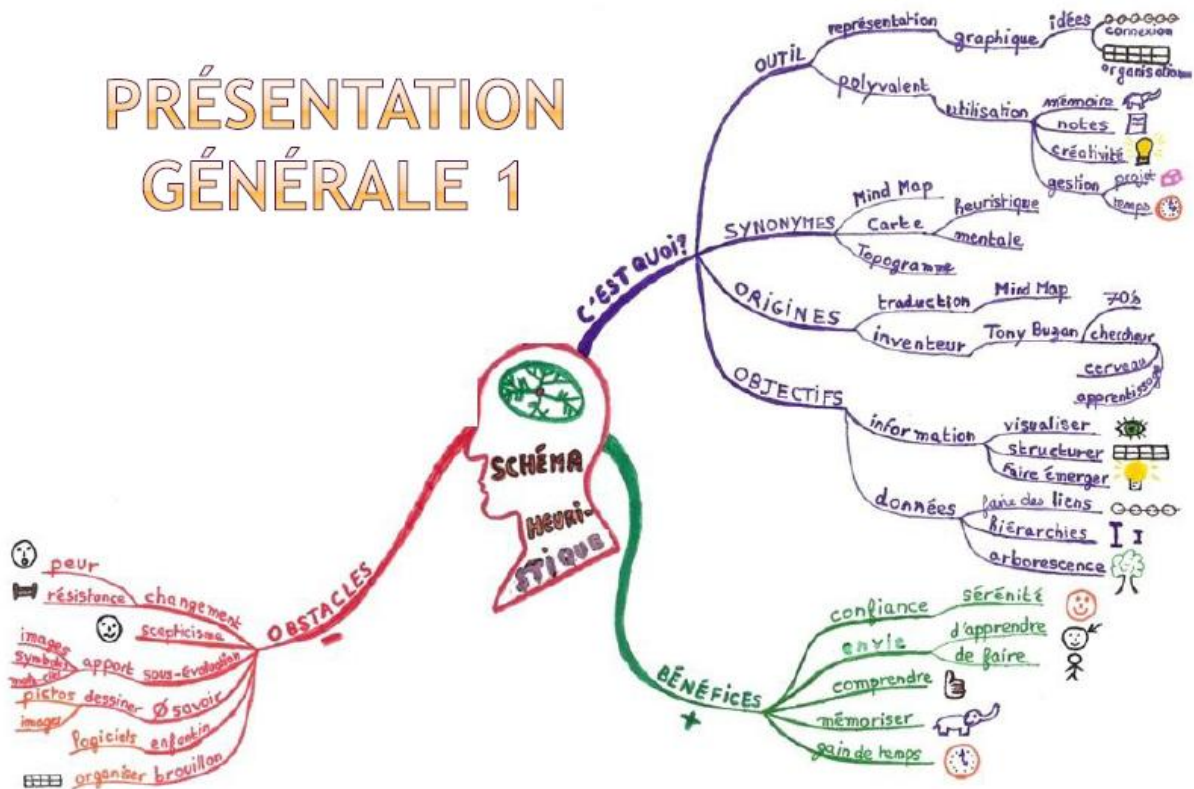 PRÉSENTATION
GÉNÉRALE 1
SCHÉMA
HEURI-
STIQUE
C'EST QUOI?
OUTIL
représentation
graphique
idées
connexion
organisation
polyvalent
utilisation
mémoire
notes
créativité
gestion
projet
temps
SYNONYMES
Mind Map
Carte
heuristique
mentale
Topogramme
ORIGINES
traduction
Mind Map
inventeur
Tony Buzan
70's
chercheur
cerveau
apprentissage
OBJECTIFS
information
visualiser
structurer
faire émerger
données
faire des liens
hiérarchies
arborescence
BÉNÉFICES
+
confiance
sérénité
envie
d'apprendre
de faire
comprendre
mémoriser
gain de temps
OBSTACLES
-
changement
peur
résistance
scepticisme
sous-évaluation
apport
images
symboles
mots-clés
Ø savoir
dessiner
pictos
images
enfantin
logiciels
brouillon
organiser